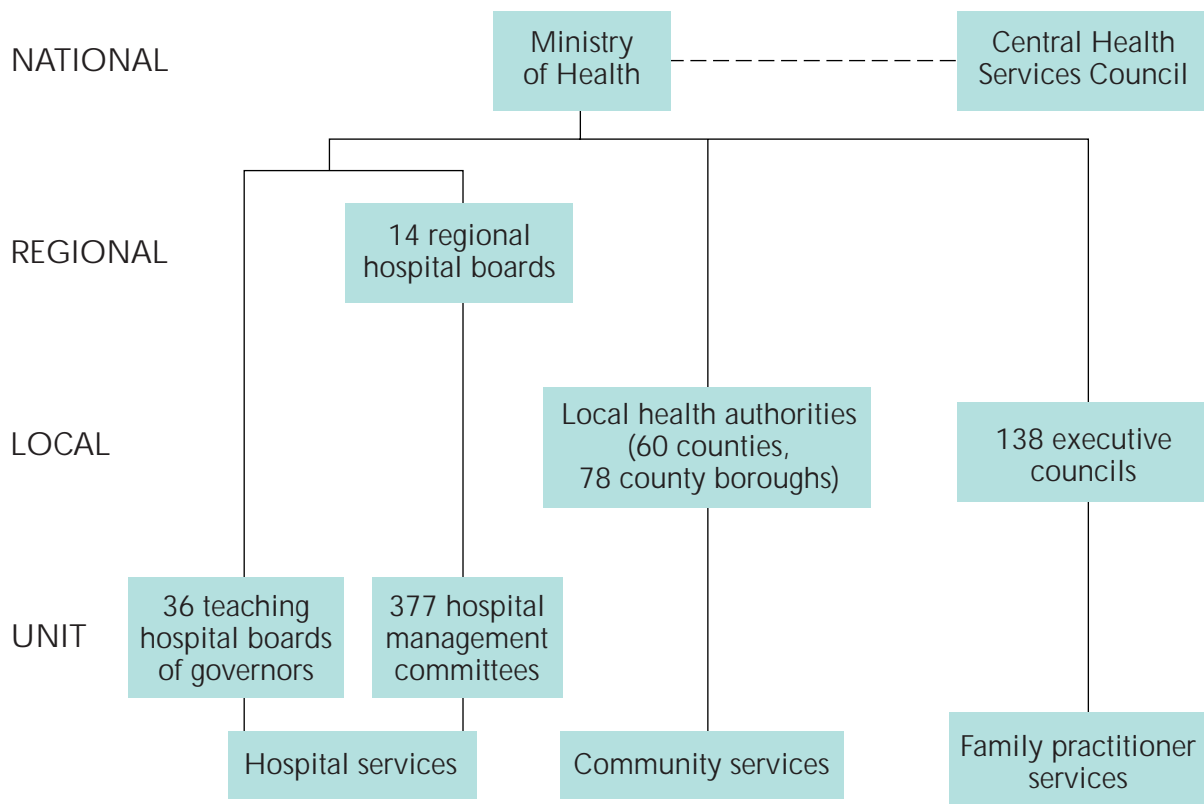 NATIONAL
Ministry
of Health
Central Health
Services Council
REGIONAL
14 regional
hospital boards
LOCAL
Local health authorities
(60 counties,
78 county boroughs)
138 executive
councils
UNIT
36 teaching
hospital boards
of governors
377 hospital
management
committees
Hospital services
Community services
Family practitioner
services